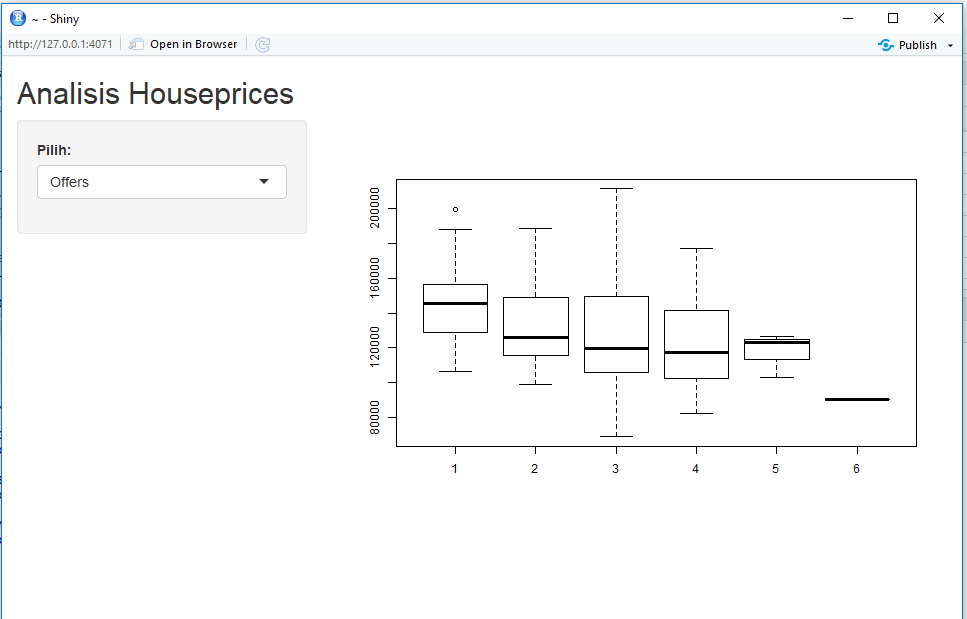 ~ - Shiny
http://127.0.0.1:4071
Open in Browser
Publish
Analisis Houseprices
Pilih:
Offers
200000
160000
120000
80000
1 2 3 4 5 6